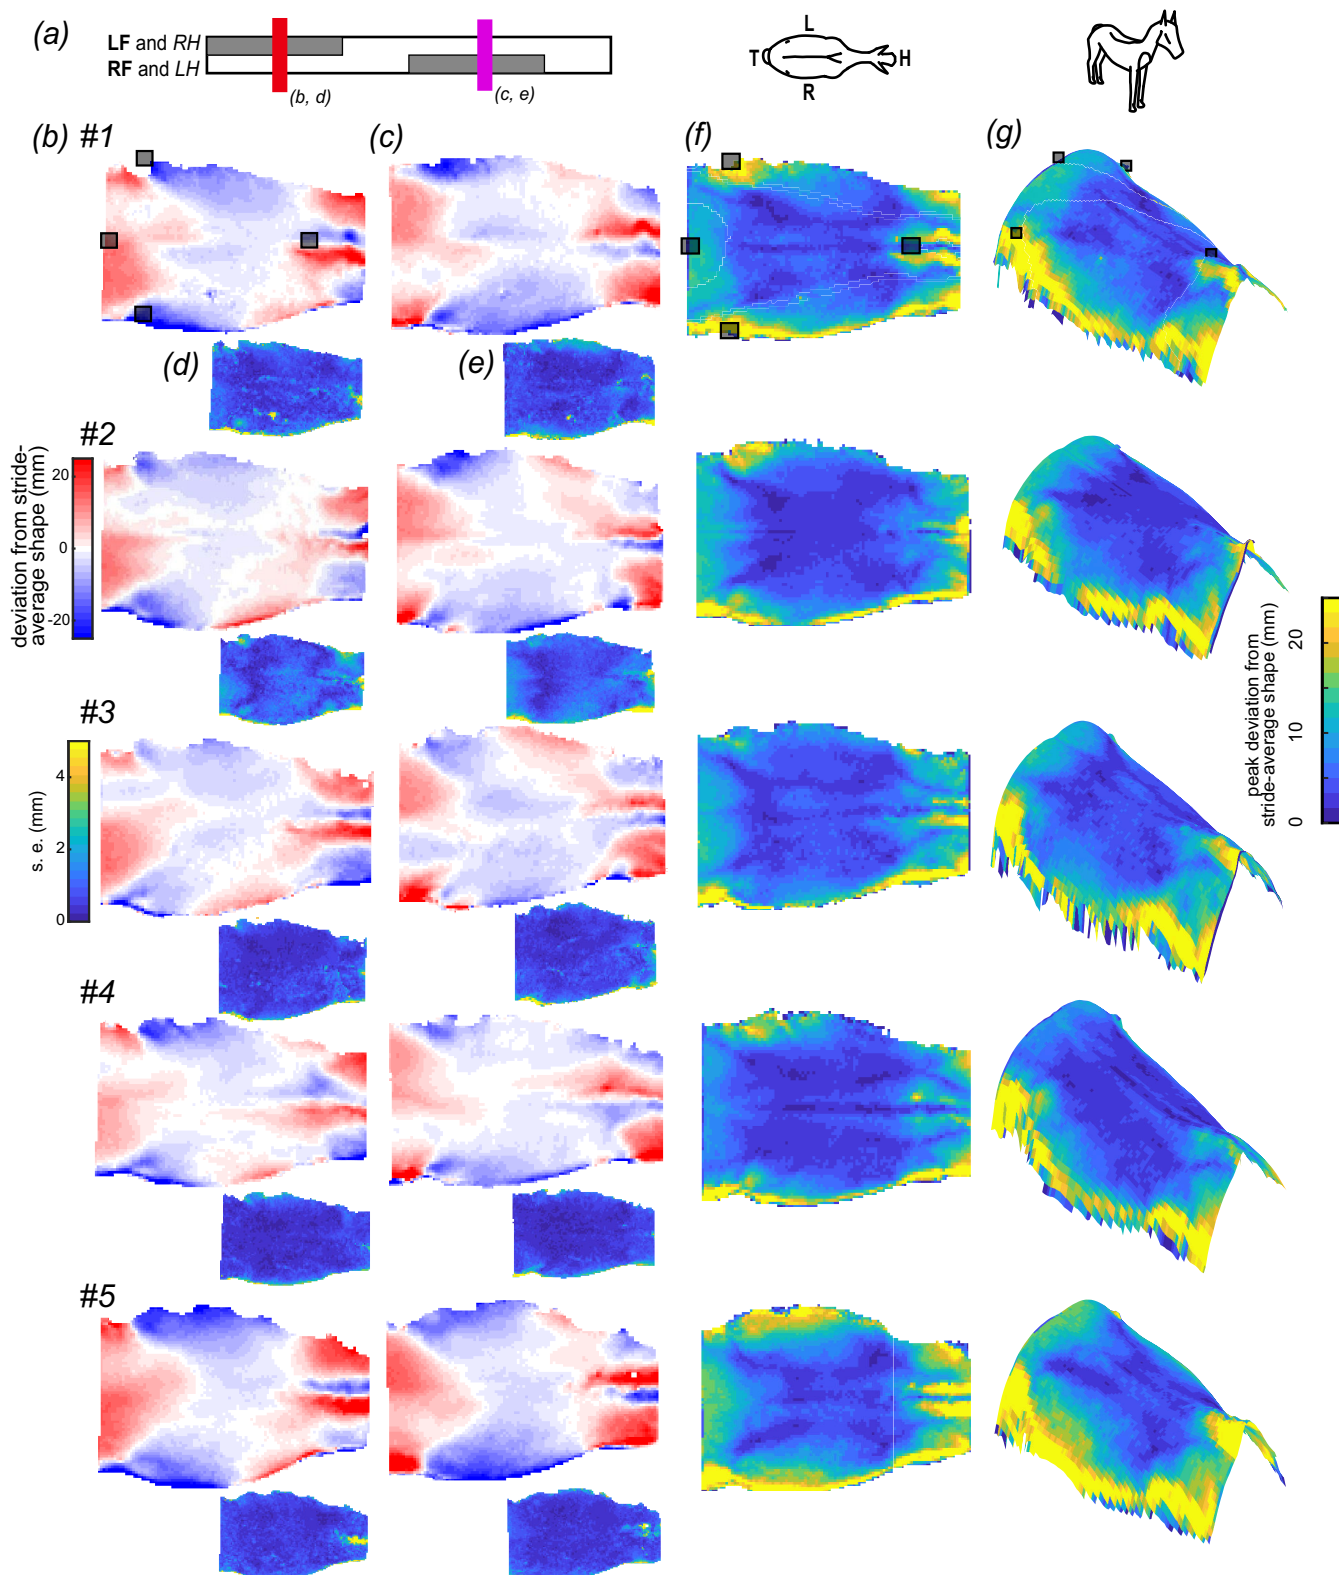 (a)
LF and RH
RF and LH
(b, d)
(c, e)
L
T
H
R
(b) #1
(c)
(f)
(g)
(d)
(e)
#2
deviation from stride-
average shape (mm)
20
0
-20
#3
s. e. (mm)
4
2
0
peak deviation from
stride-average shape (mm)
20
10
0
#4
#5